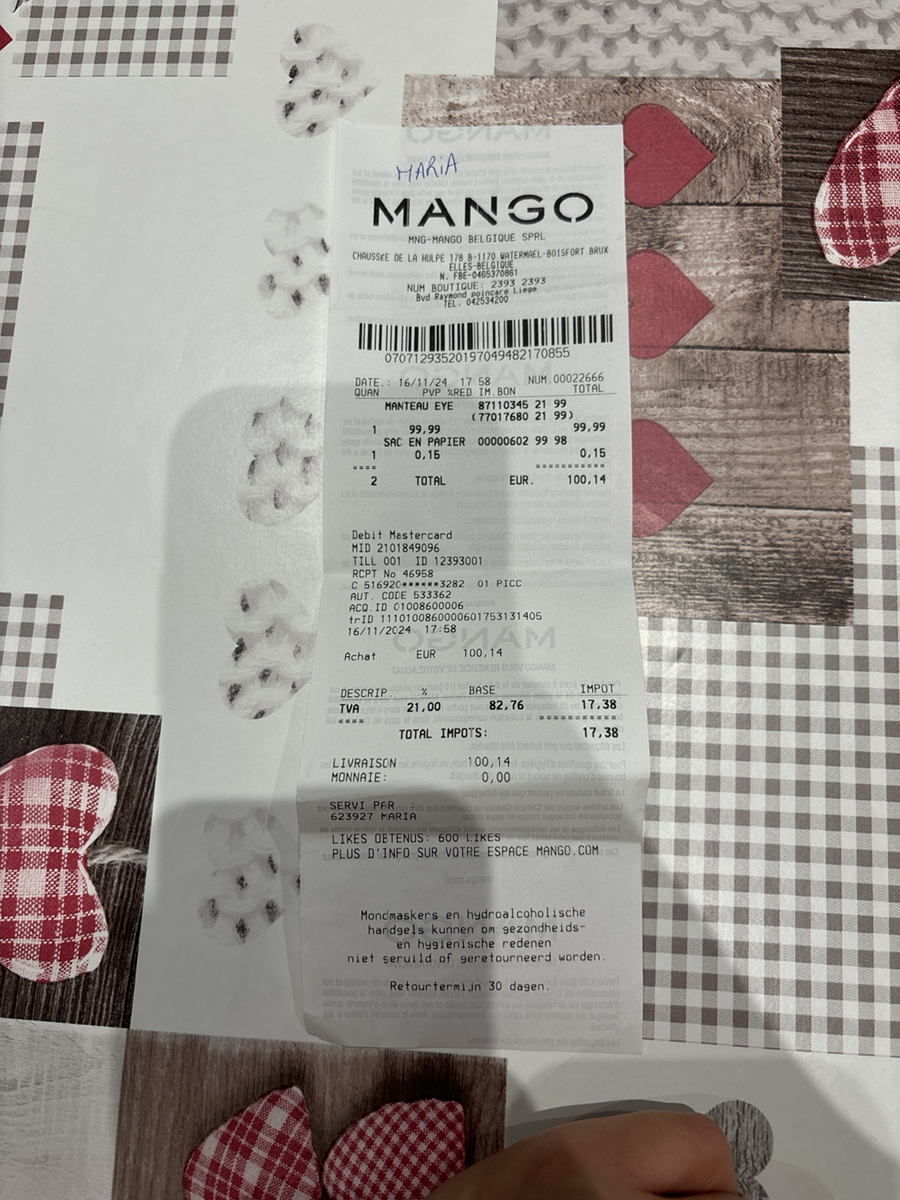 MARIA
MANGO
MNG-MANGO BELGIQUE SPRL
CHAUSSEE DE LA HULPE 178 B-1170 WATERMAEL-BOISFORT BRUX
ELLES-BELGIQUE
N. FBE-0465370861
NUM BOUTIQUE: 2393 2393
Bvd Raymond poincare Liege
TEL. 042534200
07071293520197049482170855
DATE.: 16/11/24 17 58 NUM.00022666
QUAN PVP %RED IM.BON TOTAL
MANTEAU EYE 87110345 21 99
(77017680 21 99)
1 99,99 99,99
SAC EN PAPIER 00000602 99 98
1 0,15 0,15
==== ===========
2 TOTAL EUR. 100,14
Debit Mastercard
MID 2101849096
TILL 001 ID 12393001
RCPT No 46958
C 516920******3282 01 PICC
AUT. CODE 533362
ACQ.ID 01008600006
trID 1110100860000601753131405
16/11/2024 17:58
Achat EUR 100,14
DESCRIP. % BASE IMPOT
TVA 21,00 82,76 17,38
==== ============
TOTAL IMPOTS: 17,38
LIVRAISON 100,14
MONNAIE: 0,00
SERVI PAR :
623927 MARIA
LIKES OBTENUS: 600 LIKES
PLUS D'INFO SUR VOTRE ESPACE MANGO.COM
Mondmaskers en hydroalcoholische
handgels kunnen om gezondheids-
en hygienische redenen
niet geruild of geretourneerd worden.
Retourtermijn 30 dagen.